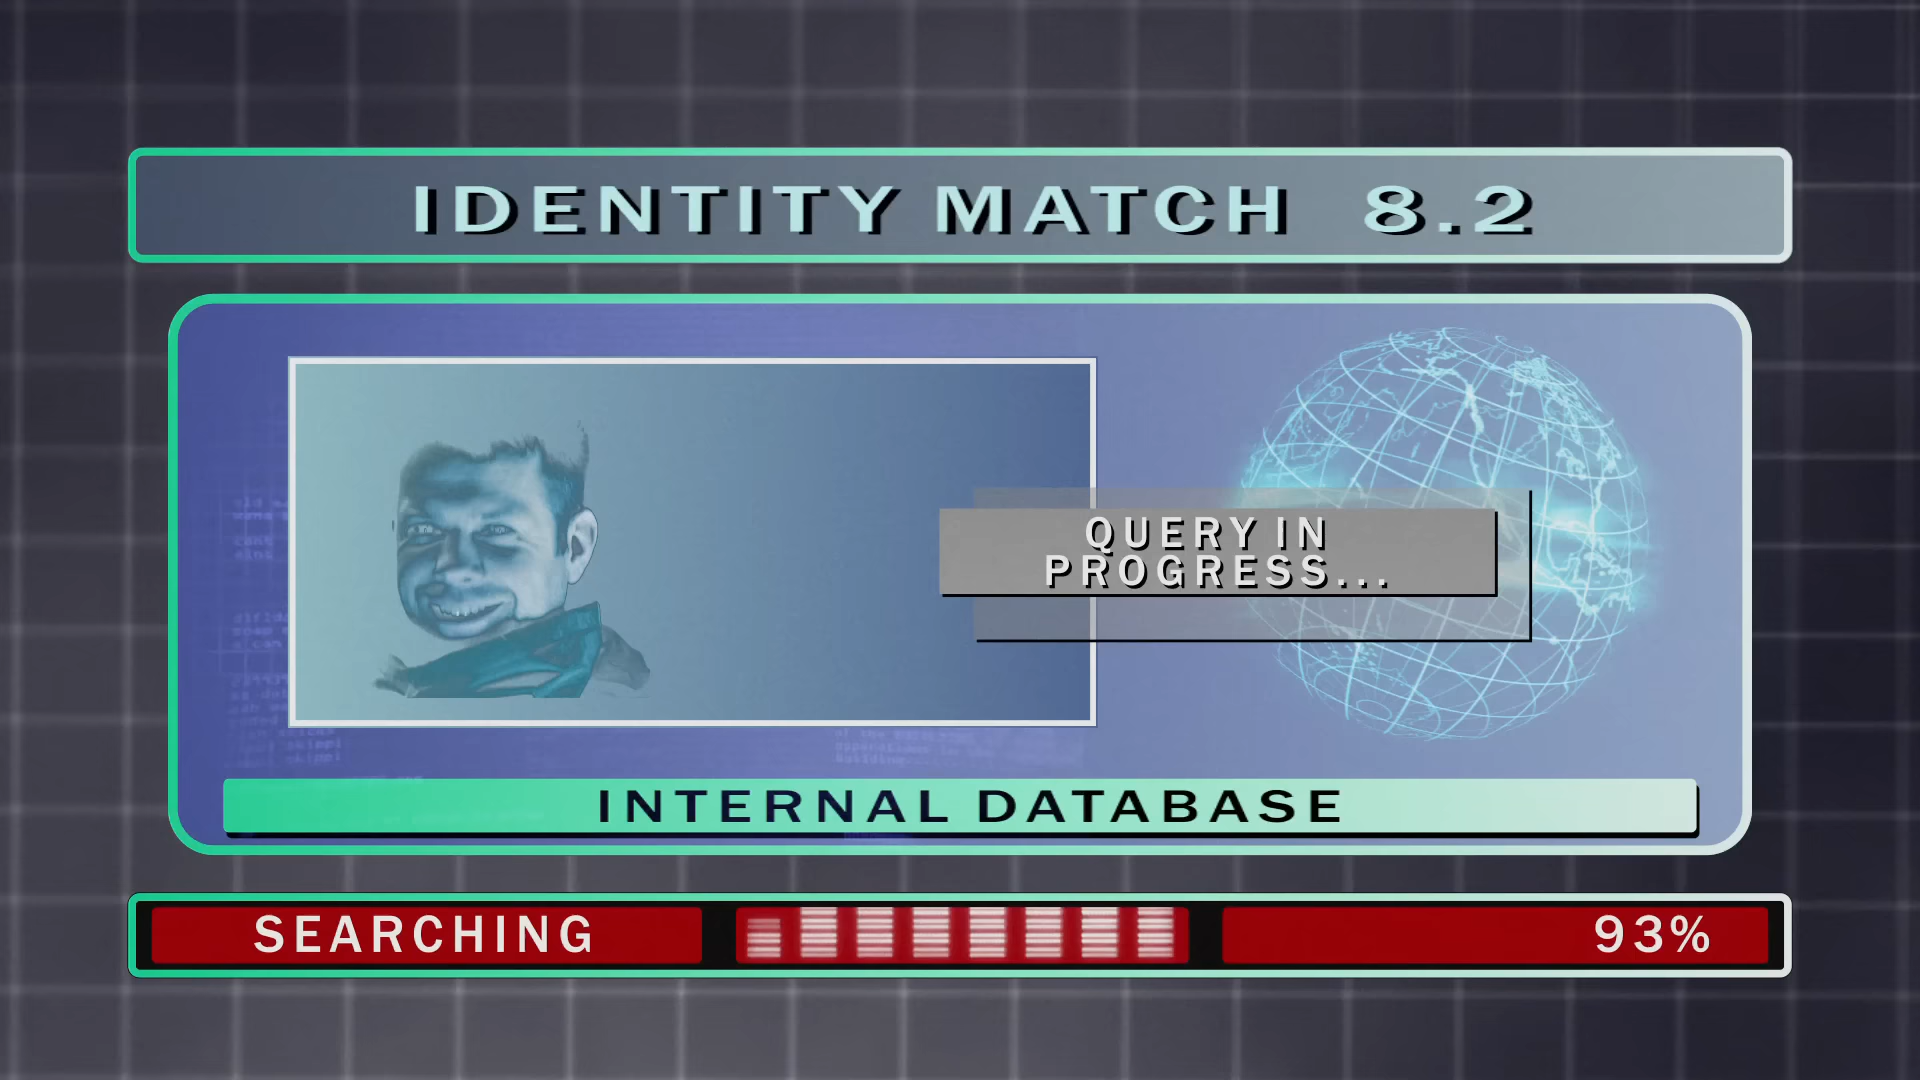 IDENTITY MATCH 8.2
QUERY IN
PROGRESS...
INTERNAL DATABASE
SEARCHING
93%